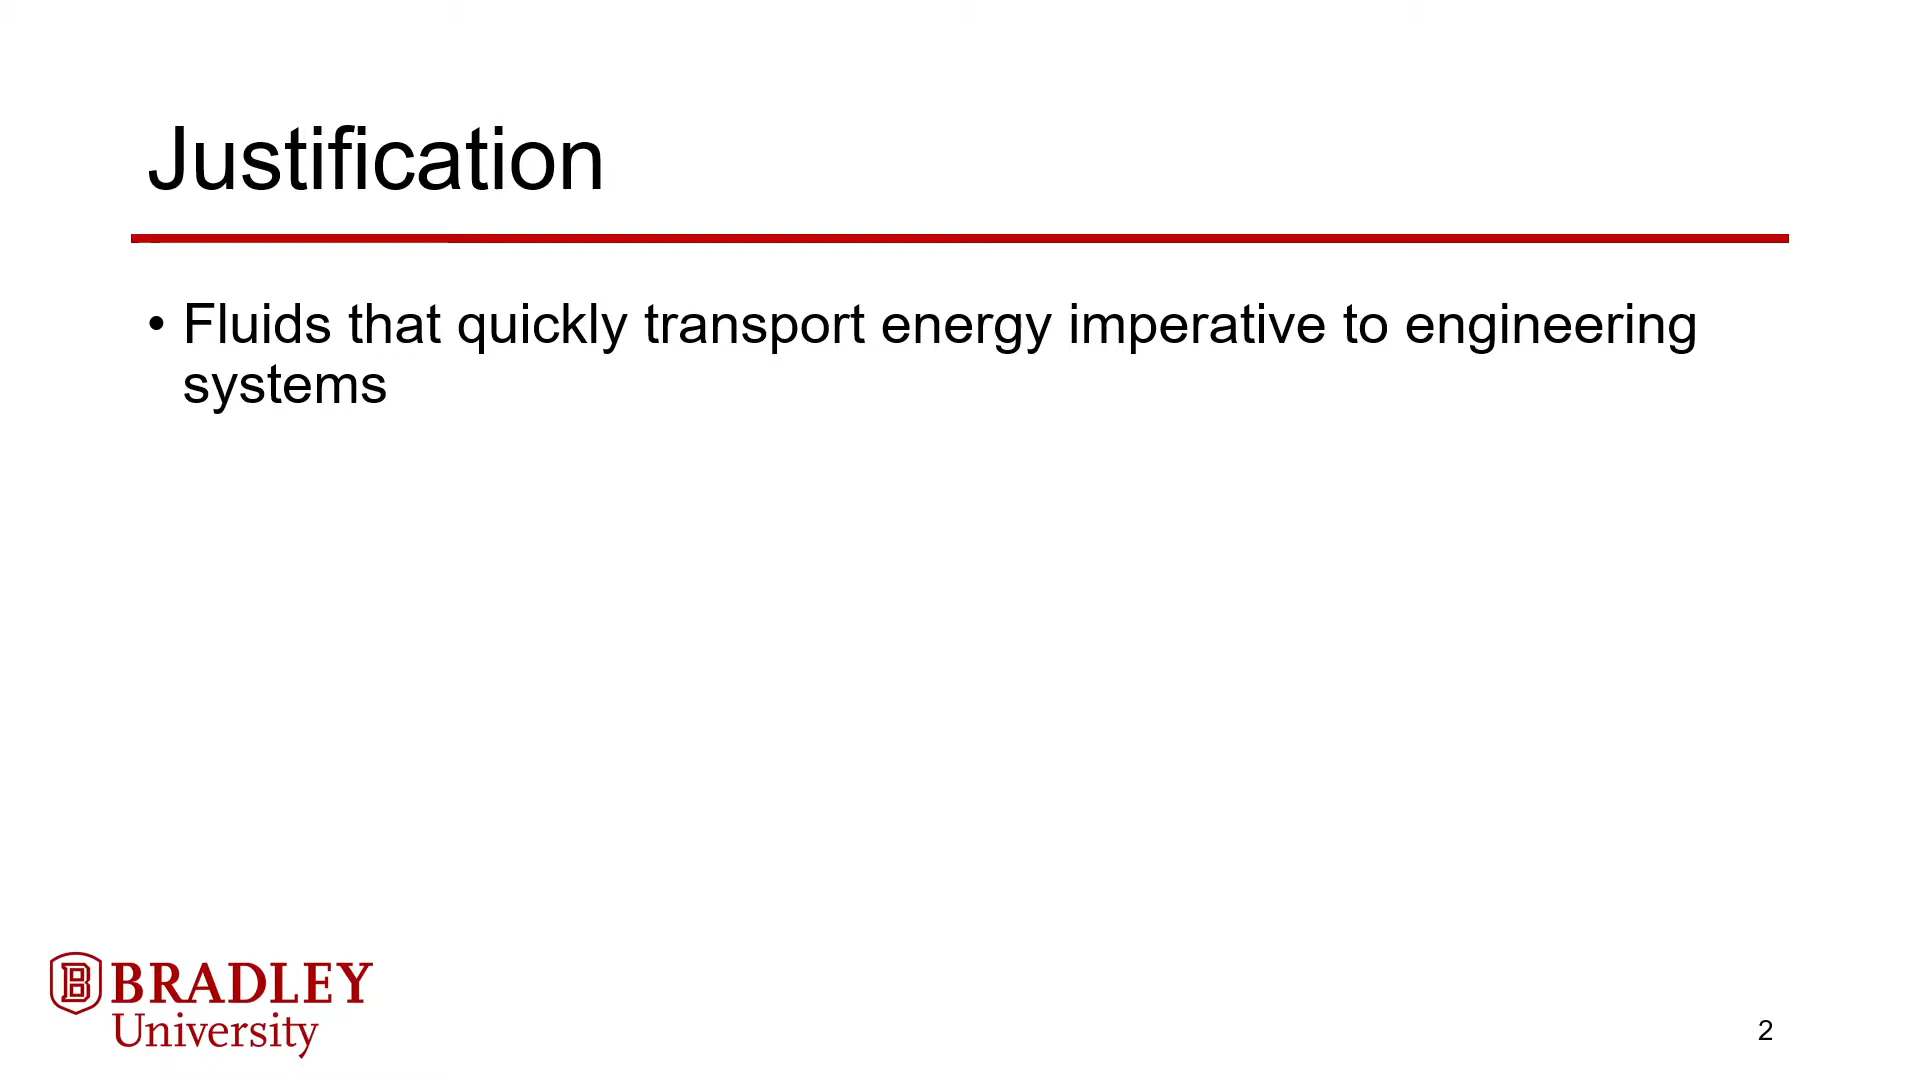 Justification
• Fluids that quickly transport energy imperative to engineering
systems
B BRADLEY
University
2